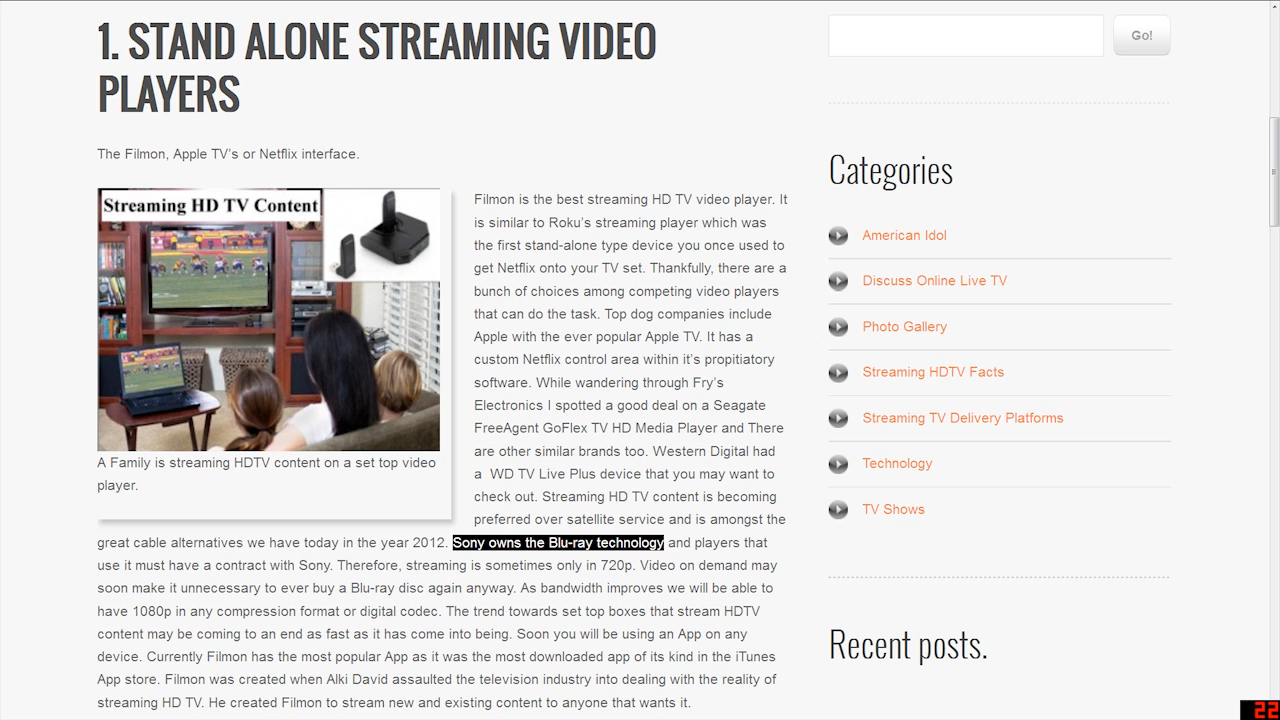 1. STAND ALONE STREAMING VIDEO
PLAYERS
The Filmon, Apple TV's or Netflix interface.
Streaming HD TV Content
A Family is streaming HDTV content on a set top video
player.
Filmon is the best streaming HD TV video player. It
is similar to Roku's streaming player which was
the first stand-alone type device you once used to
get Netflix onto your TV set. Thankfully, there are a
bunch of choices among competing video players
that can do the task. Top dog companies include
Apple with the ever popular Apple TV. It has a
custom Netflix control area within it's propitiatory
software. While wandering through Fry's
Electronics I spotted a good deal on a Seagate
FreeAgent GoFlex TV HD Media Player and There
are other similar brands too. Western Digital had
a WD TV Live Plus device that you may want to
check out. Streaming HD TV content is becoming
preferred over satellite service and is amongst the
great cable alternatives we have today in the year 2012. Sony owns the Blu-ray technology and players that
use it must have a contract with Sony. Therefore, streaming is sometimes only in 720p. Video on demand may
soon make it unnecessary to ever buy a Blu-ray disc again anyway. As bandwidth improves we will be able to
have 1080p in any compression format or digital codec. The trend towards set top boxes that stream HDTV
content may be coming to an end as fast as it has come into being. Soon you will be using an App on any
device. Currently Filmon has the most popular App as it was the most downloaded app of its kind in the iTunes
App store. Filmon was created when Alki David assaulted the television industry into dealing with the reality of
streaming HD TV. He created Filmon to stream new and existing content to anyone that wants it.
Go!
Categories
American Idol
Discuss Online Live TV
Photo Gallery
Streaming HDTV Facts
Streaming TV Delivery Platforms
Technology
TV Shows
Recent posts.
22